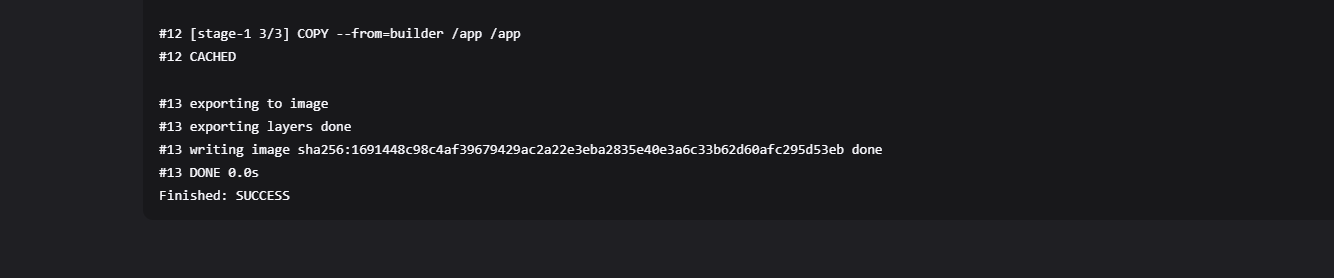 #12 [stage-1 3/3] COPY --from=builder /app /app
#12 CACHED
#13 exporting to image
#13 exporting layers done
#13 writing image sha256:1691448c98c4af39679429ac2a22e3eba2835e40e3a6c33b62d60afc295d53eb done
#13 DONE 0.0s
Finished: SUCCESS